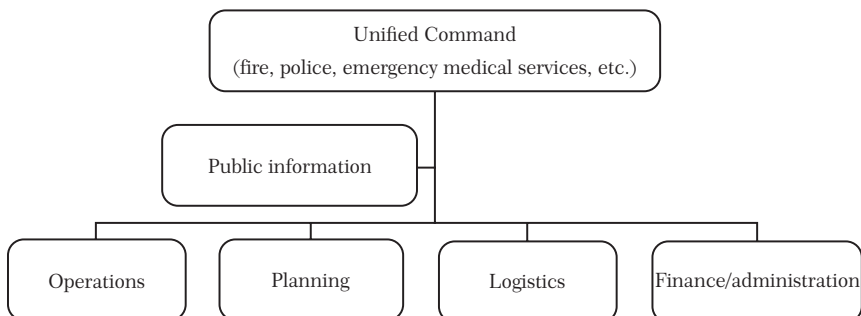 Unified Command
(fire, police, emergency medical services, etc.)
Public information
Operations
Planning
Logistics
Finance/administration